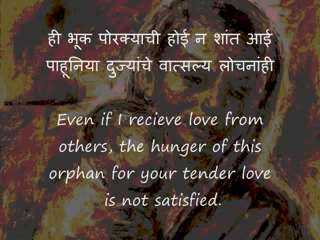 ही भूक पोरक्याची होई न शांत आई
पाहूनिया दुज्यांचे वात्सल्य लोचनांही
Even if I recieve love from
others, the hunger of this
orphan for your tender love
is not satisfied.